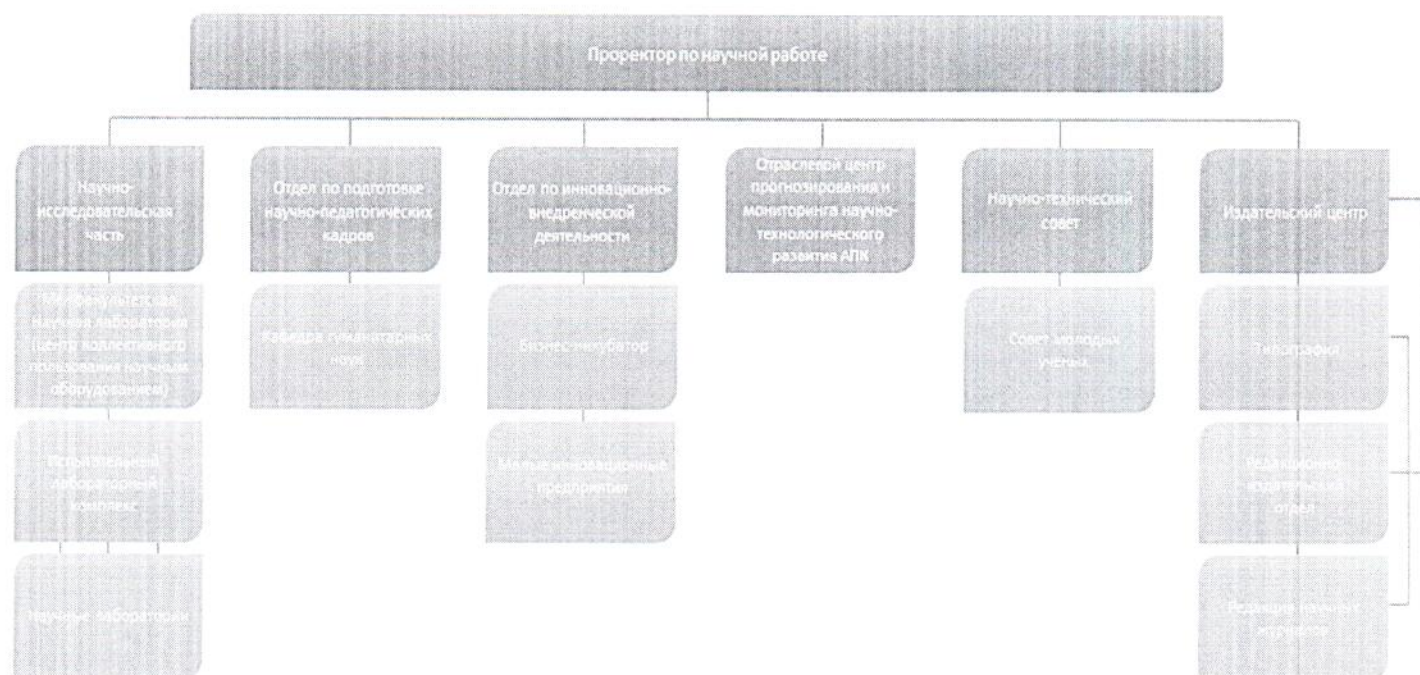 Проректор по научной работе
Научно-
исследовательская
часть
Отдел по подготовке
научно-педагогических
кадров
Отдел по инновационно-
внедренческой
деятельности
Отраслевой центр
прогнозирования и
мониторинга научно-
технологического
развития АПК
Научно-технический
совет
Издательский центр
Межфакультетская
научная лаборатория
(центр коллективного
пользования научным
оборудованием)
Кафедра гуманитарных
наук
Бизнес-инкубатор
Совет молодых
ученых
Типография
Испытательный
лабораторный
комплекс
Малые инновационные
предприятия
Редакционно-
издательский
отдел
Научные лаборатории
Редакция научных
журналов